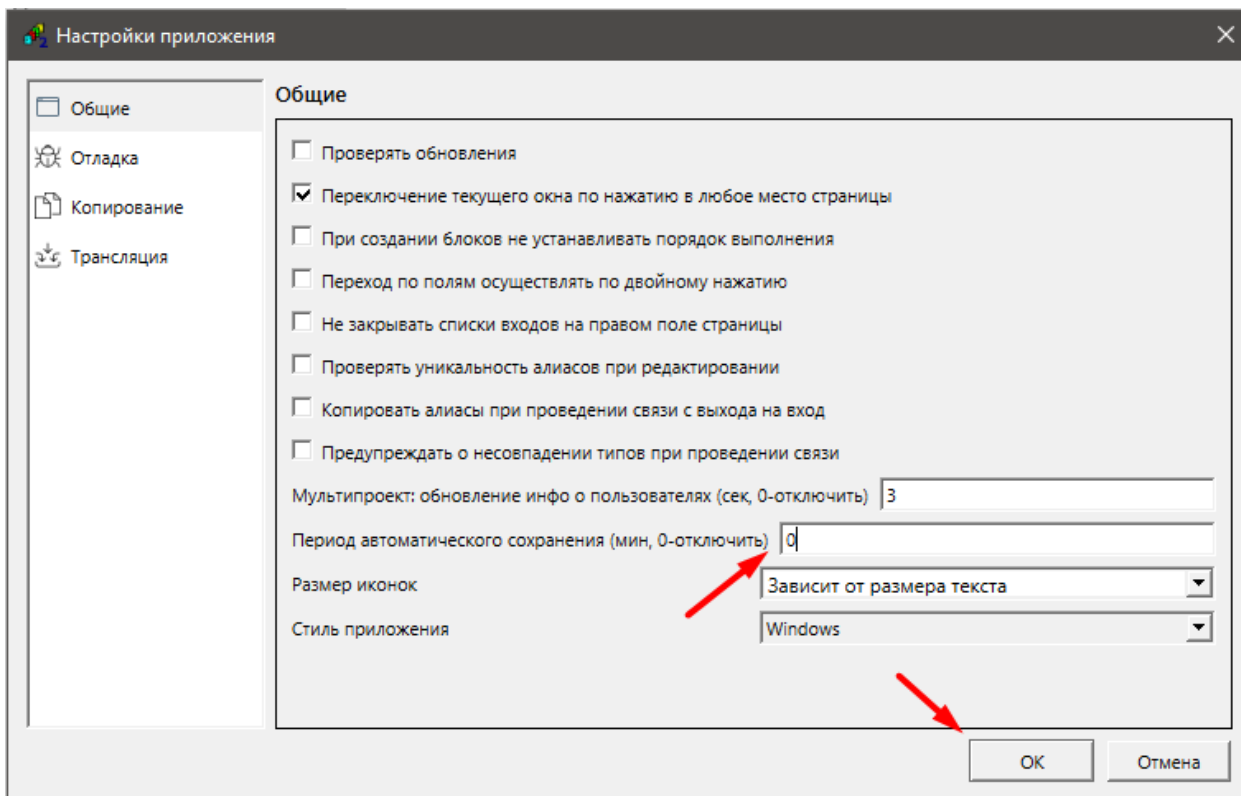 Настройки приложения
Общие
Отладка
Копирование
Трансляция
Общие
Проверять обновления
Переключение текущего окна по нажатию в любое место страницы
При создании блоков не устанавливать порядок выполнения
Переход по полям осуществлять по двойному нажатию
Не закрывать списки входов на правом поле страницы
Проверять уникальность алиасов при редактировании
Копировать алиасы при проведении связи с выхода на вход
Предупреждать о несовпадении типов при проведении связи
Мультипроект: обновление инфо о пользователях (сек, 0-отключить) 3
Период автоматического сохранения (мин, 0-отключить) 0
Размер иконок Зависит от размера текста
Стиль приложения Windows
ОК Отмена